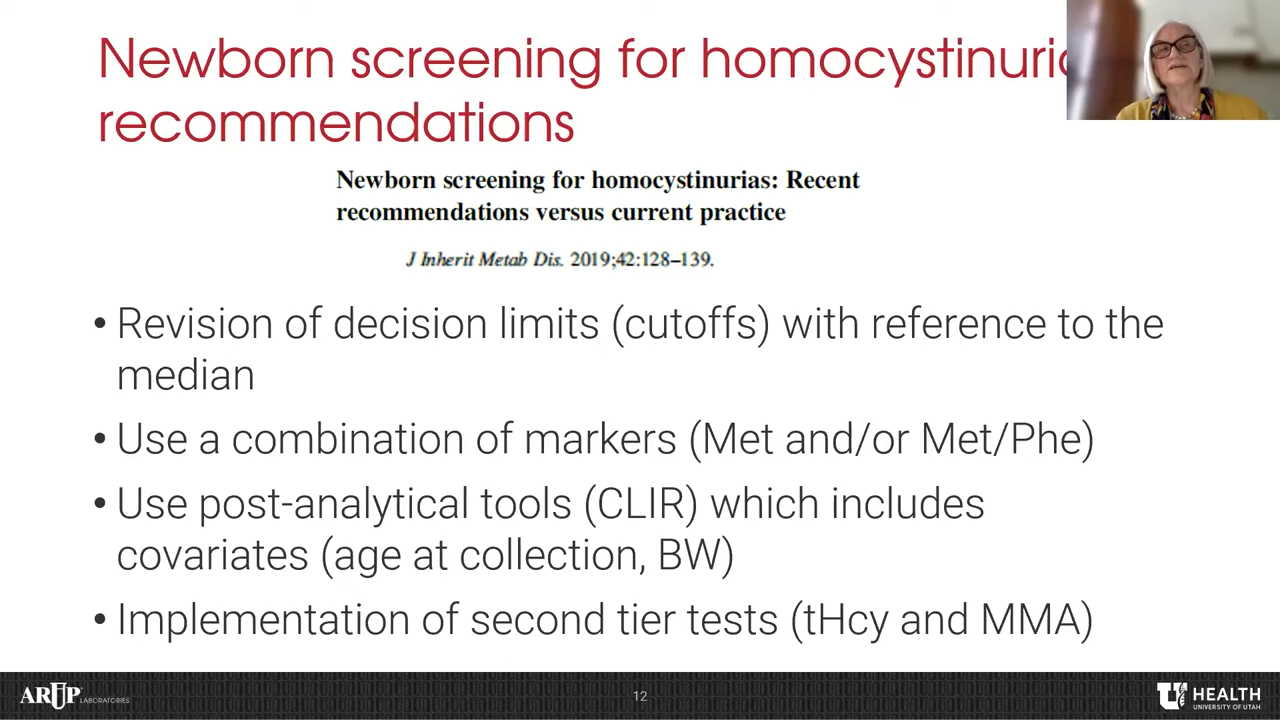 Newborn screening for homocystinuria
recommendations
Newborn screening for homocystinurias: Recent
recommendations versus current practice
J Inherit Metab Dis. 2019;42:128–139.
• Revision of decision limits (cutoffs) with reference to the
median
• Use a combination of markers (Met and/or Met/Phe)
• Use post-analytical tools (CLIR) which includes
covariates (age at collection, BW)
• Implementation of second tier tests (tHcy and MMA)
ARUP LABORATORIES
12
U HEALTH
UNIVERSITY OF UTAH